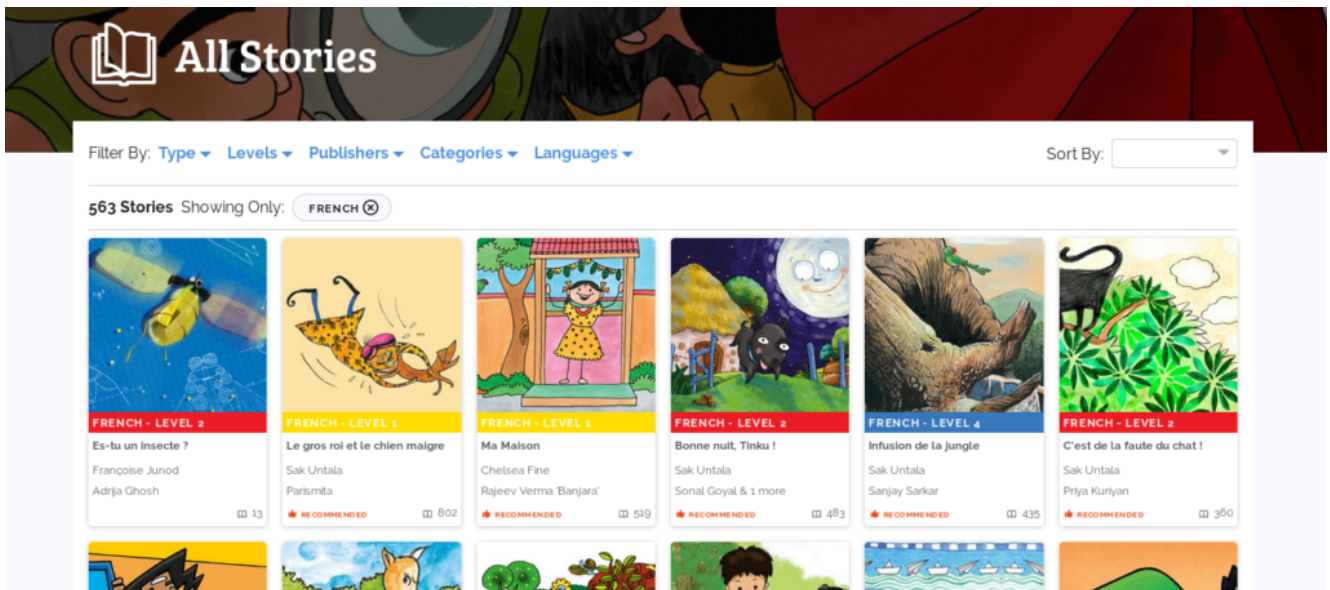 All Stories
Filter By: Type Levels Publishers Categories Languages
Sort By:
563 Stories Showing Only: FRENCH
FRENCH - LEVEL 2
Es-tu un insecte ?
Françoise Junod
Adrija Ghosh
13
FRENCH - LEVEL 1
Le gros roi et le chien maigre
Sak Untala
Parismita
RECOMMENDED 802
FRENCH - LEVEL 1
Ma Maison
Chelsea Fine
Rajeev Verma 'Banjara'
RECOMMENDED 519
FRENCH - LEVEL 2
Bonne nuit, Tinku !
Sak Untala
Sonal Goyal & 1 more
RECOMMENDED 483
FRENCH - LEVEL 4
Infusion de la jungle
Sak Untala
Sanjay Sarkar
RECOMMENDED 435
FRENCH - LEVEL 2
C'est de la faute du chat !
Sak Untala
Priya Kuriyan
RECOMMENDED 360